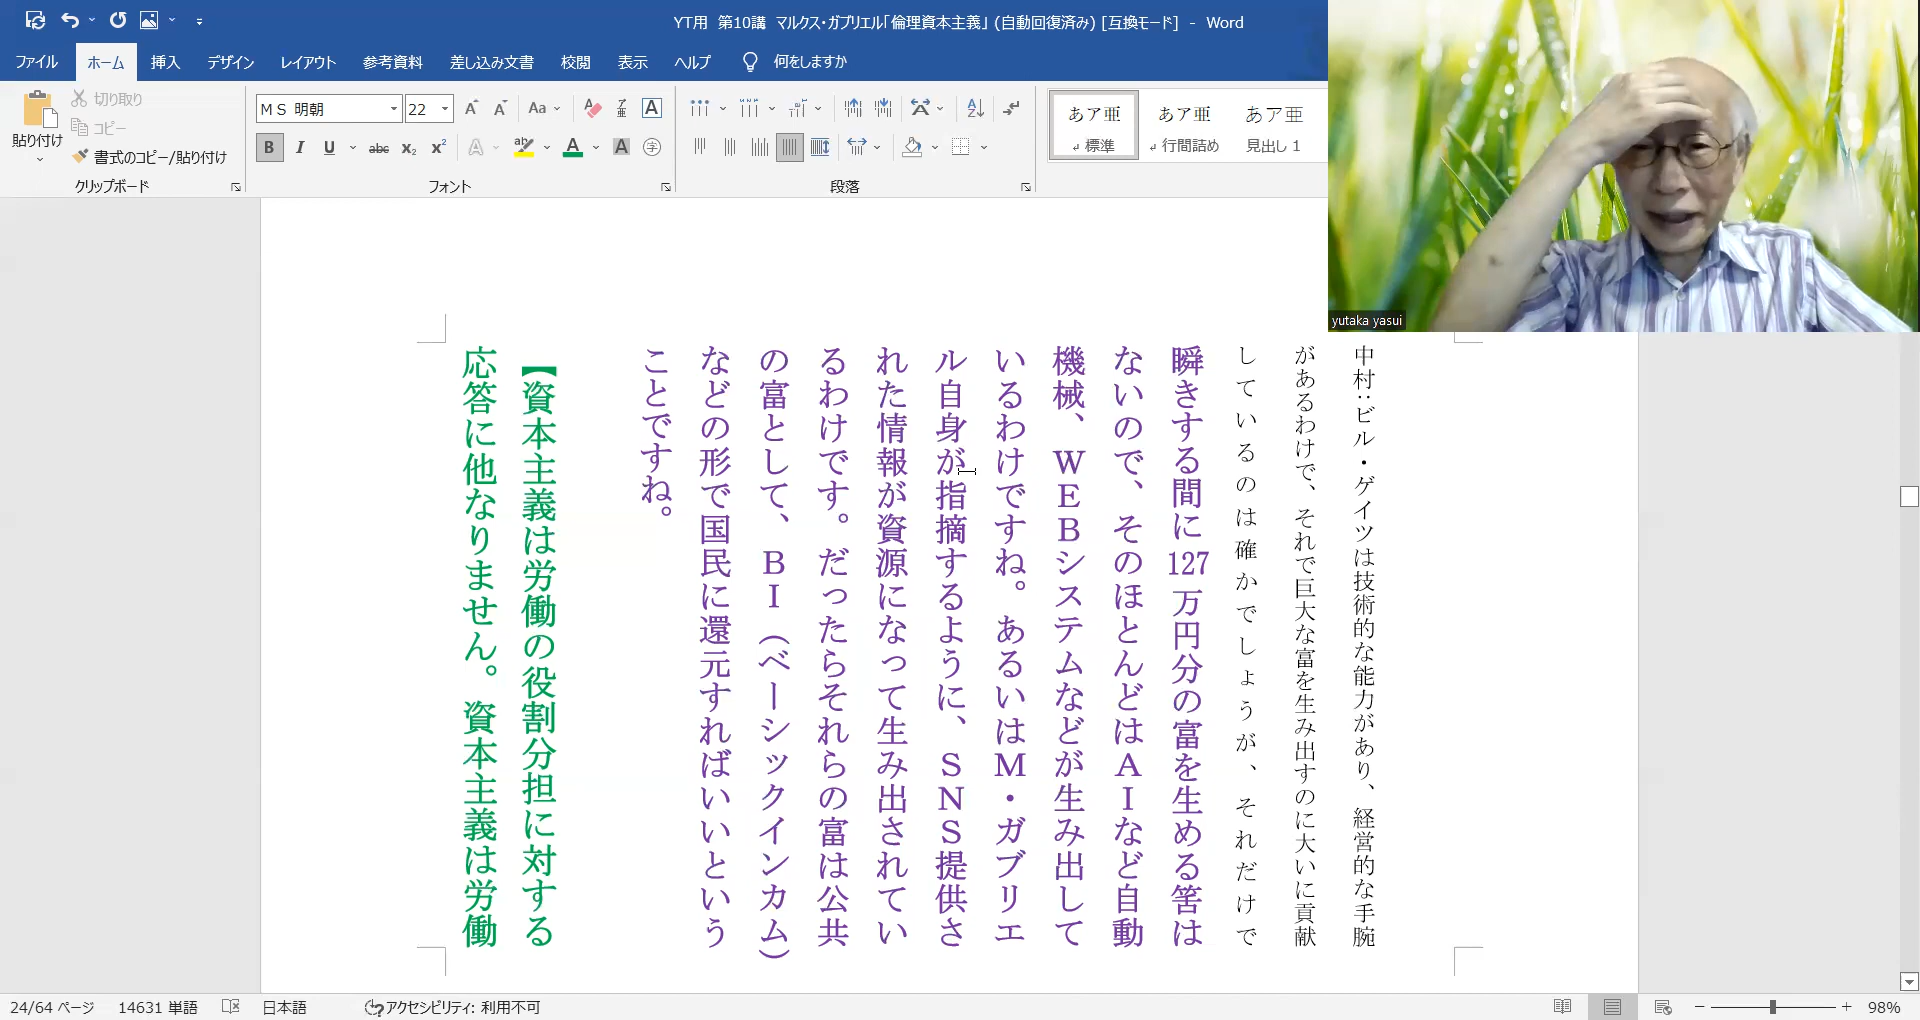 YT用 第10講 マルクス・ガブリエル「倫理資本主義」 (自動回復済み) [互換モード] - Word
ファイル ホーム 挿入 デザイン レイアウト 参考資料 差し込み文書 校閲 表示 ヘルプ 何をしますか
貼り付け
切り取り
コピー
書式のコピー/貼り付け
クリップボード
ＭＳ 明朝 22
Aa
B I U abc x₂ x²
フォント
段落
あア亜 標準
あア亜 行間詰め
あア亜 見出し 1
yutaka yasui
中村：ビル・ゲイツは技術的な能力があり、経営的な手腕
があるわけで、それで巨大な富を生み出すのに大いに貢献
しているのは確かでしょうが、それだけで
瞬きする間に127万円分の富を生める筈は
ないので、そのほとんどはＡＩなど自動
機械、ＷＥＢシステムなどが生み出して
いるわけですね。あるいはＭ・ガブリエ
ル自身が指摘するように、ＳＮＳ提供さ
れた情報が資源になって生み出されてい
るわけです。だったらそれらの富は公共
の富として、ＢＩ（ベーシックインカム）
などの形で国民に還元すればいいという
ことですね。
【資本主義は労働の役割分担に対する
応答に他なりません。資本主義は労働
24/64 ページ 14631 単語 日本語 アクセシビリティ: 利用不可 98%